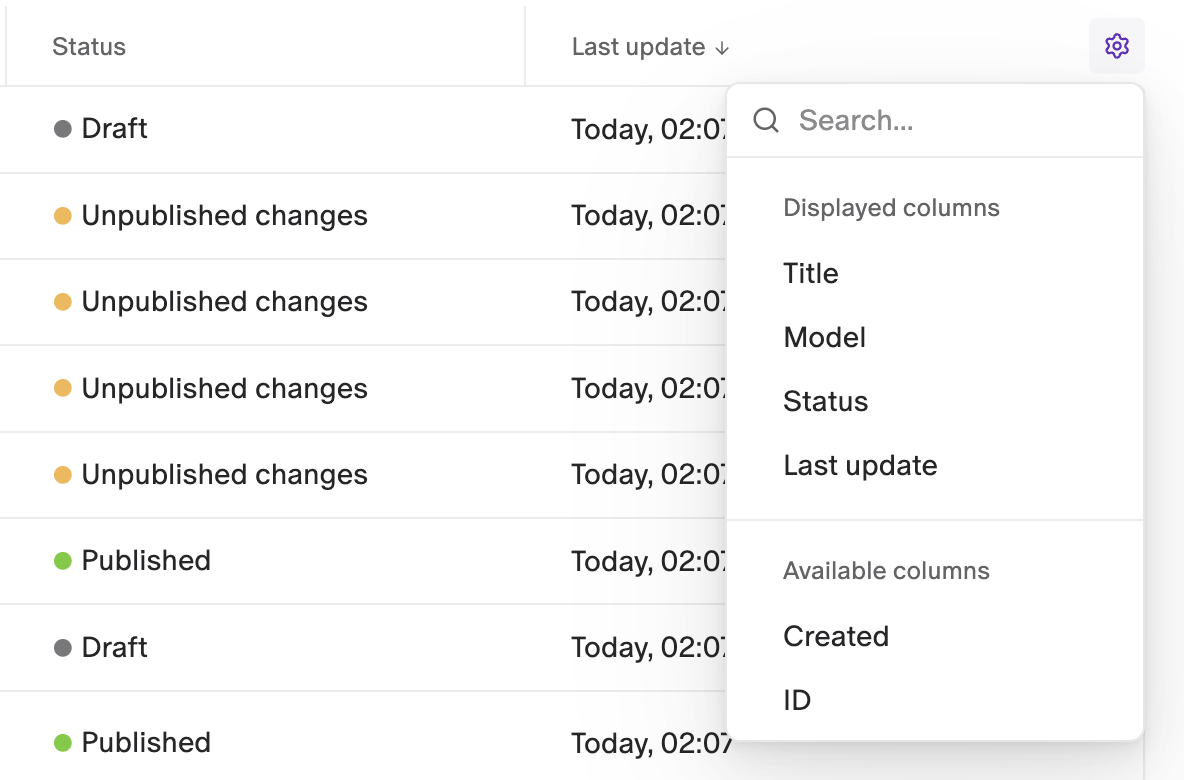 Status
Last update ↓
Draft
Today, 02:07
Unpublished changes
Today, 02:07
Unpublished changes
Today, 02:07
Unpublished changes
Today, 02:07
Unpublished changes
Today, 02:07
Published
Today, 02:07
Draft
Today, 02:07
Published
Today, 02:07
Search...
Displayed columns
Title
Model
Status
Last update
Available columns
Created
ID